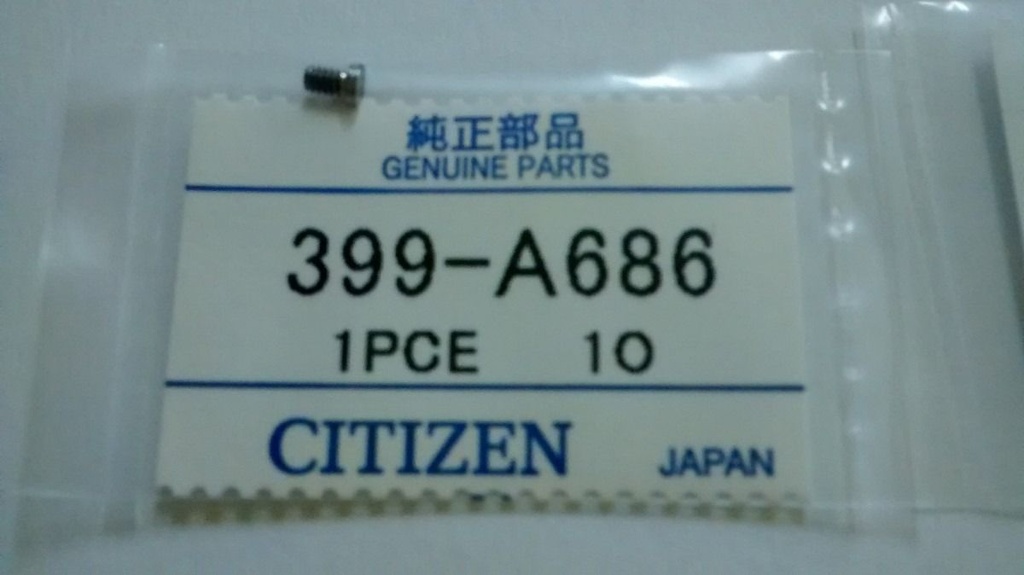 純正部品
GENUINE PARTS
399-A686
1PCE 10
CITIZEN JAPAN